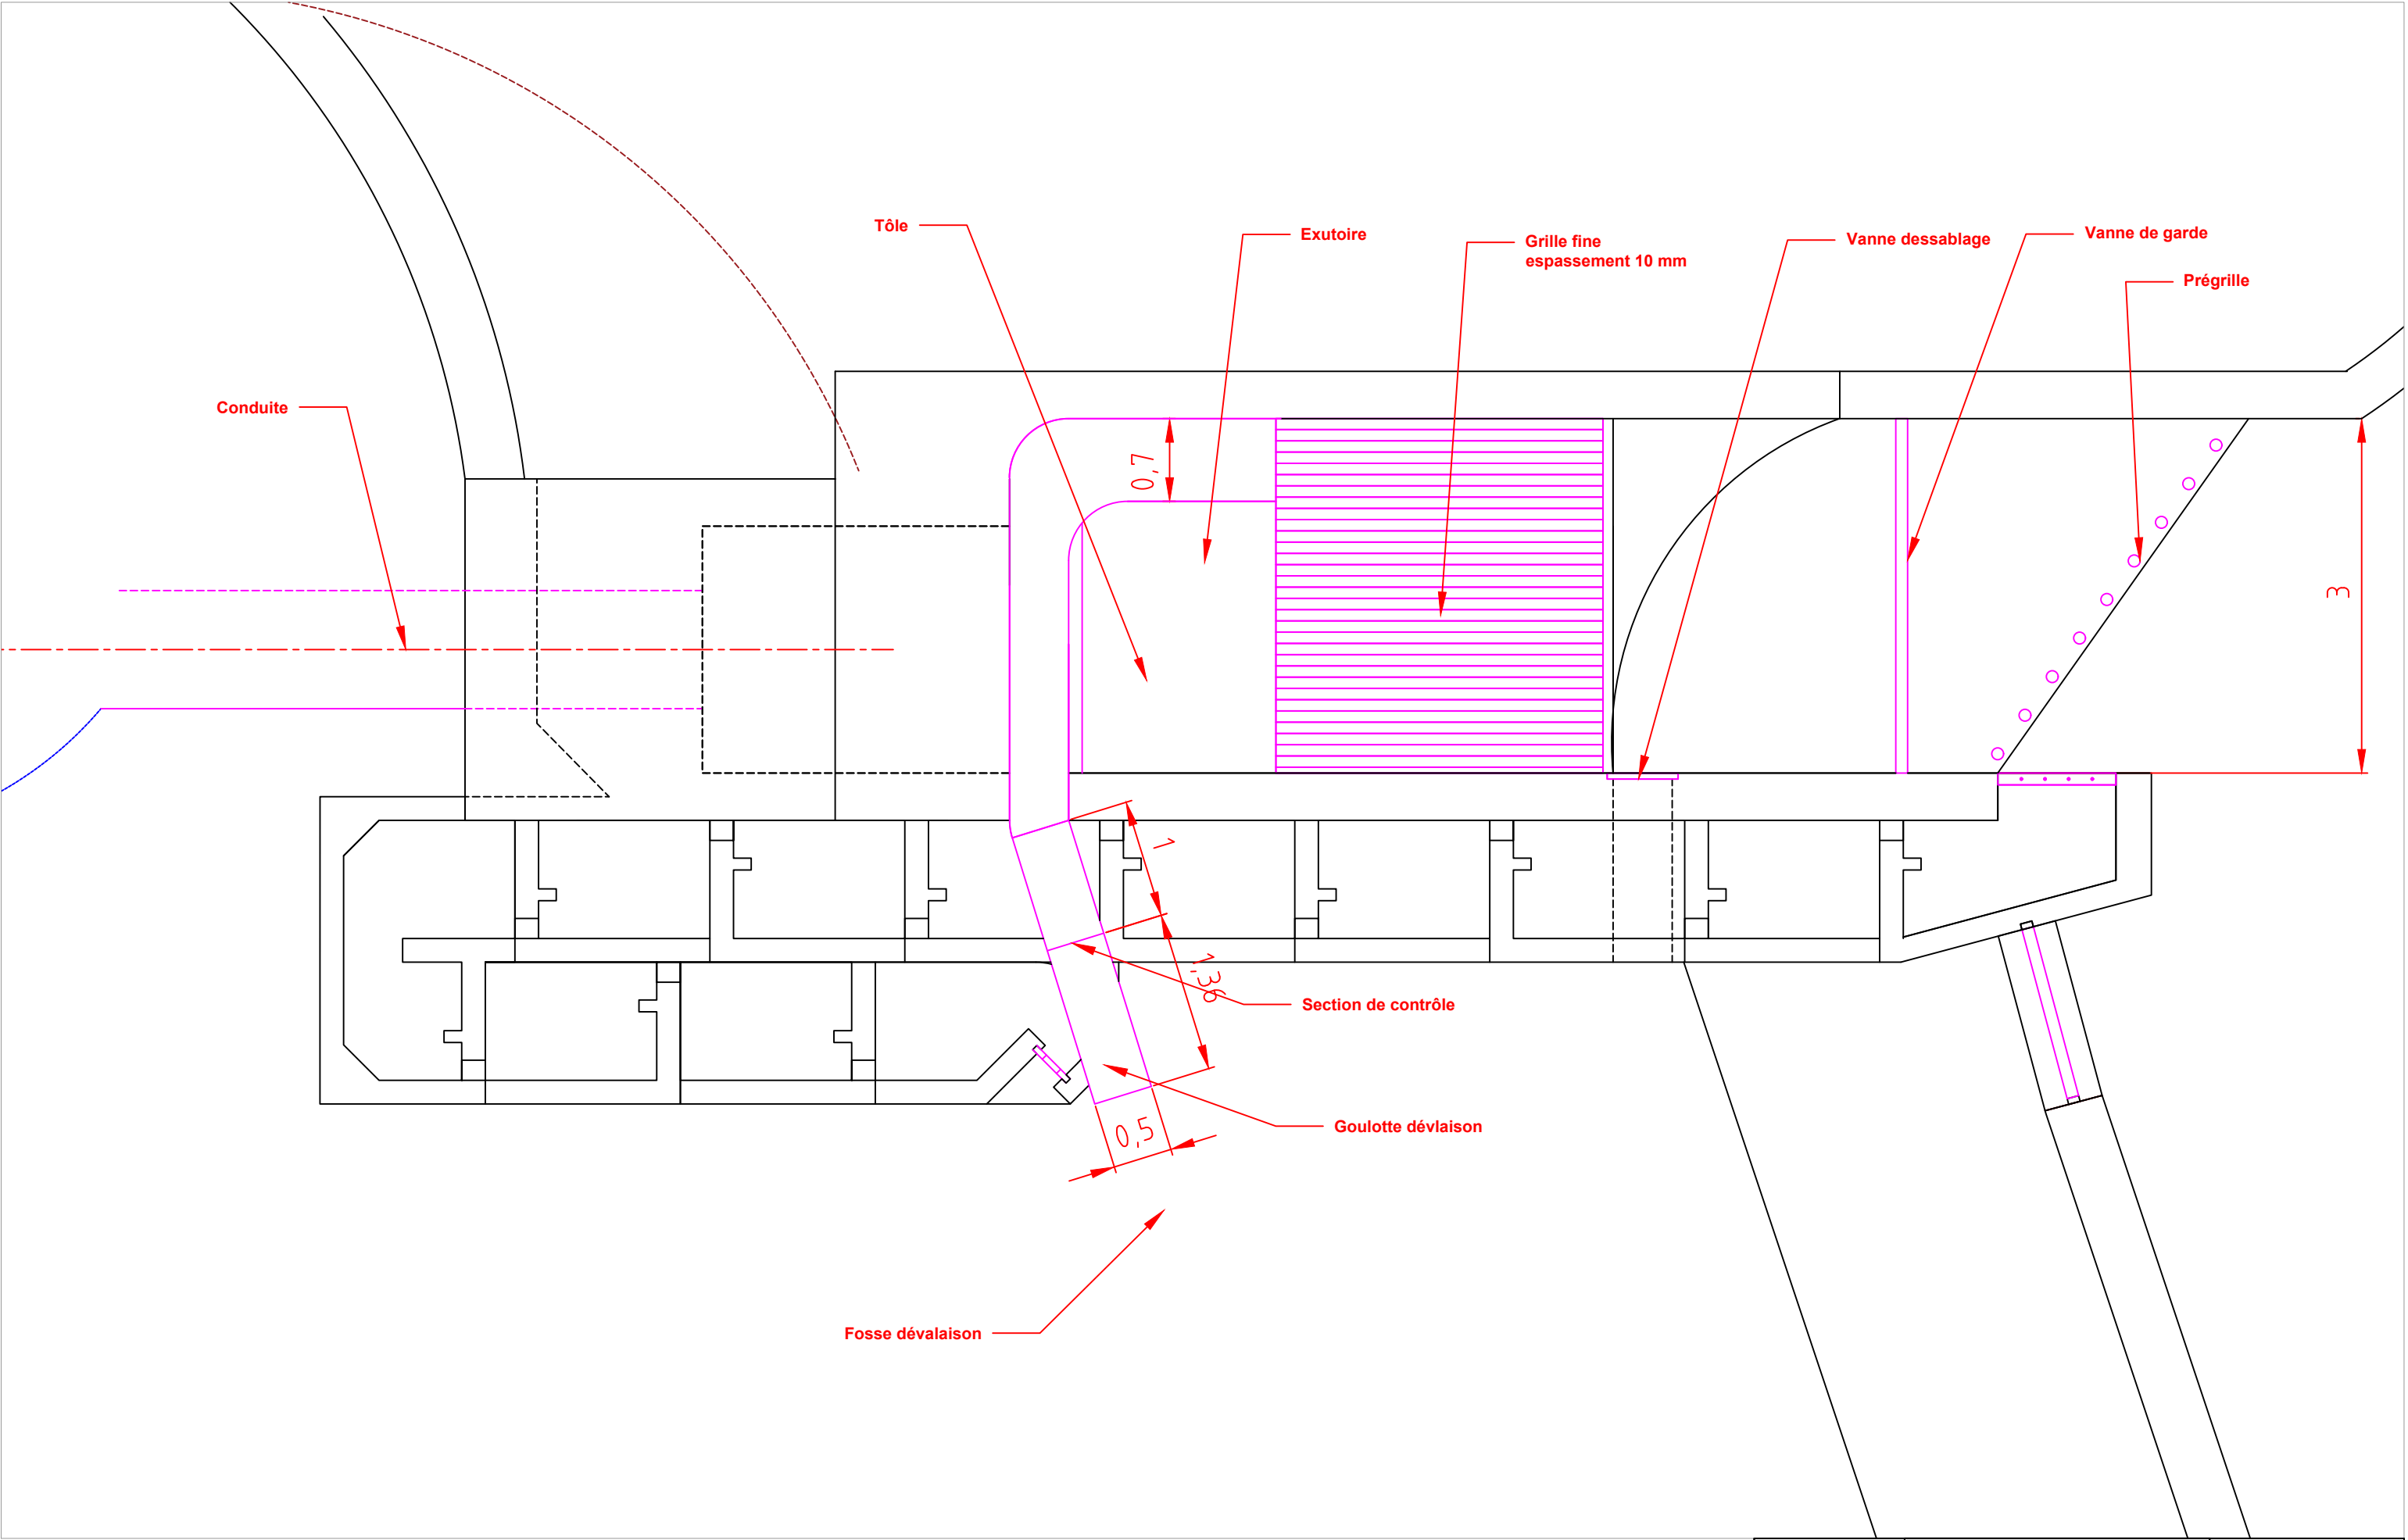 Tôle
Exutoire
Grille fine
espassement 10 mm
Vanne dessablage
Vanne de garde
Prégrille
Conduite
0,7
3
1
1,36
Section de contrôle
Goulotte dévlaison
0,5
Fosse dévalaison